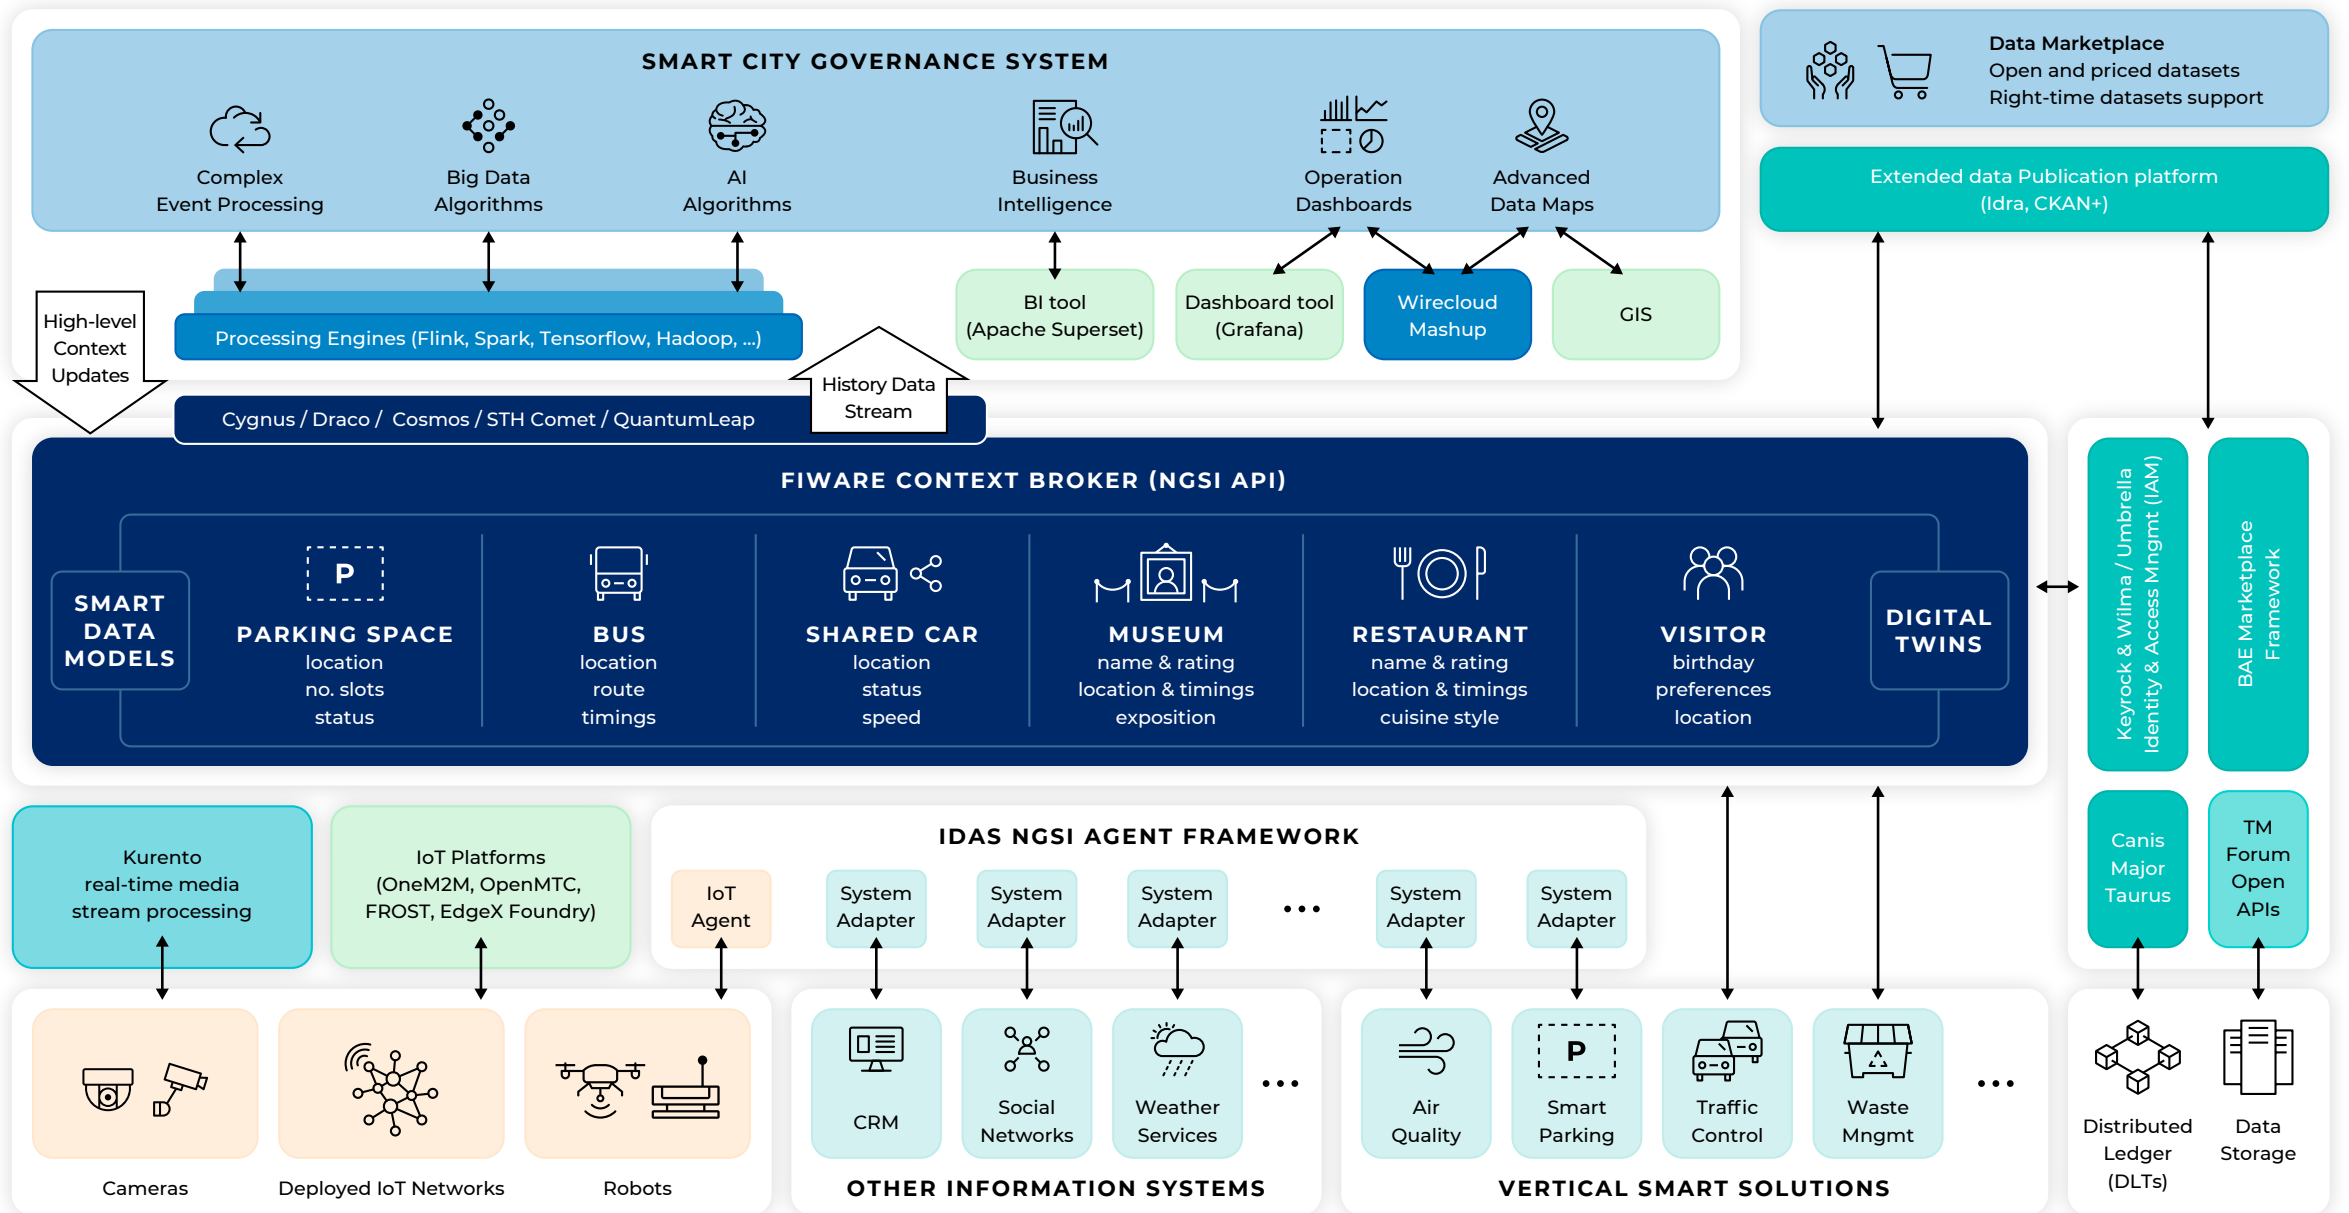 SMART CITY GOVERNANCE SYSTEM
Complex
Event Processing
Big Data
Algorithms
AI
Algorithms
Business
Intelligence
Operation
Dashboards
Advanced
Data Maps
Data Marketplace
Open and priced datasets
Right-time datasets support
Extended data Publication platform
(Idra, CKAN+)
High-level
Context
Updates
Processing Engines (Flink, Spark, Tensorflow, Hadoop, ...)
BI tool
(Apache Superset)
Dashboard tool
(Grafana)
Wirecloud
Mashup
GIS
History Data
Stream
Cygnus / Draco / Cosmos / STH Comet / QuantumLeap
FIWARE CONTEXT BROKER (NGSI API)
SMART
DATA
MODELS
P
PARKING SPACE
location
no. slots
status
BUS
location
route
timings
SHARED CAR
location
status
speed
MUSEUM
name & rating
location & timings
exposition
RESTAURANT
name & rating
location & timings
cuisine style
VISITOR
birthday
preferences
location
DIGITAL
TWINS
Keyrock & Wilma / Umbrella
Identity & Access Mngmt (IAM)
BAE Marketplace
Framework
Kurento
real-time media
stream processing
IoT Platforms
(OneM2M, OpenMTC,
FROST, EdgeX Foundry)
IDAS NGSI AGENT FRAMEWORK
IoT
Agent
System
Adapter
System
Adapter
System
Adapter
...
System
Adapter
System
Adapter
Canis
Major
Taurus
TM
Forum
Open
APIs
Cameras
Deployed IoT Networks
Robots
CRM
Social
Networks
Weather
Services
...
OTHER INFORMATION SYSTEMS
Air
Quality
P
Smart
Parking
Traffic
Control
Waste
Mngmt
...
VERTICAL SMART SOLUTIONS
Distributed
Ledger
(DLTs)
Data
Storage